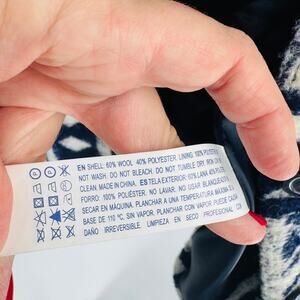 EN SHELL: 60% WOOL 40% POLYESTER. LINING: 100% POLYESTER
NOT WASH. DO NOT BLEACH. DO NOT TUMBLE DRY.
CLEAN. MADE IN CHINA. ES TELA EXTERIOR: 60% LANA
FORRO: 100% POLIÉSTER. NO LAVAR. NO USAR BLANQUEADOR
SECAR EN MÁQUINA. PLANCHAR A UNA TEMPERATURA MÁXIMA
BASE DE 110 °C. SIN VAPOR. PLANCHAR CON VAPOR PUEDE
DAÑO IRREVERSIBLE. LIMPIEZA EN SECO PROFESIONAL CON